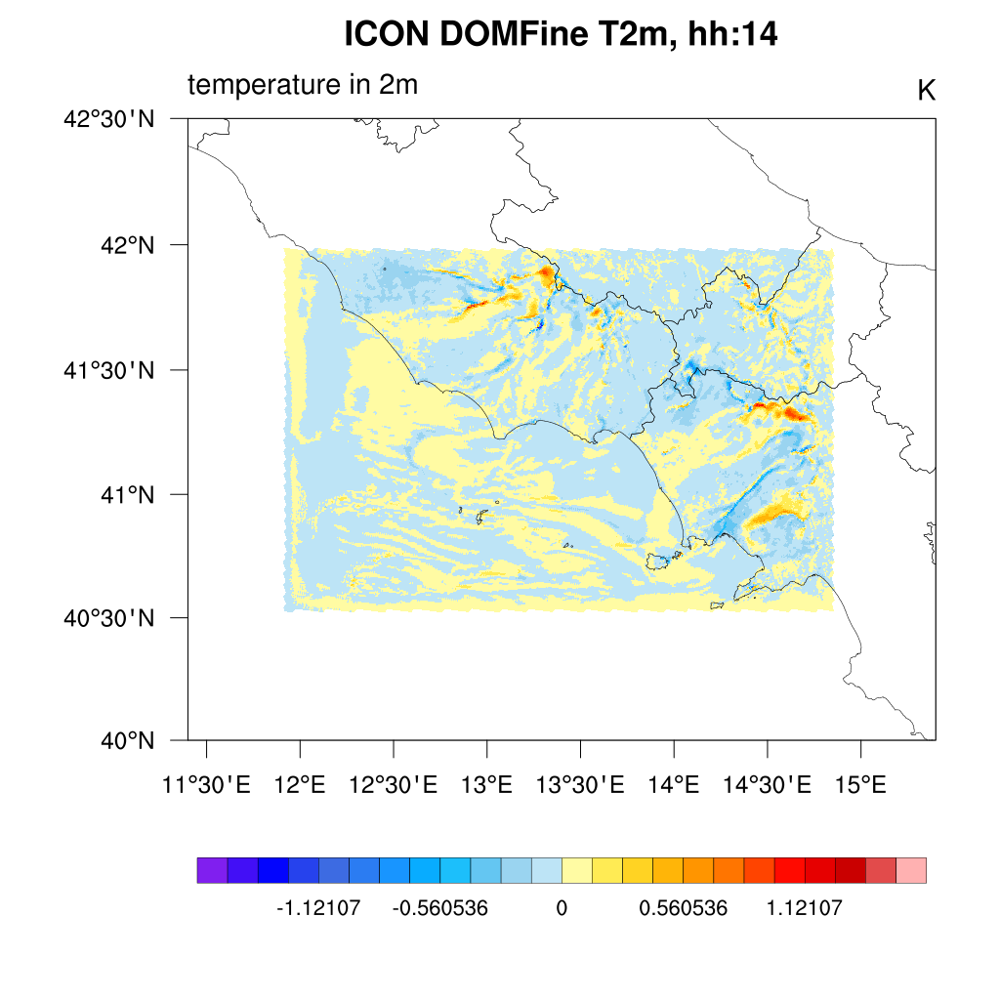 ICON DOMFine T2m, hh:14
temperature in 2m
K
42°30'N
42°N
41°30'N
41°N
40°30'N
40°N
11°30'E 12°E 12°30'E 13°E 13°30'E 14°E 14°30'E 15°E
-1.12107 -0.560536 0 0.560536 1.12107